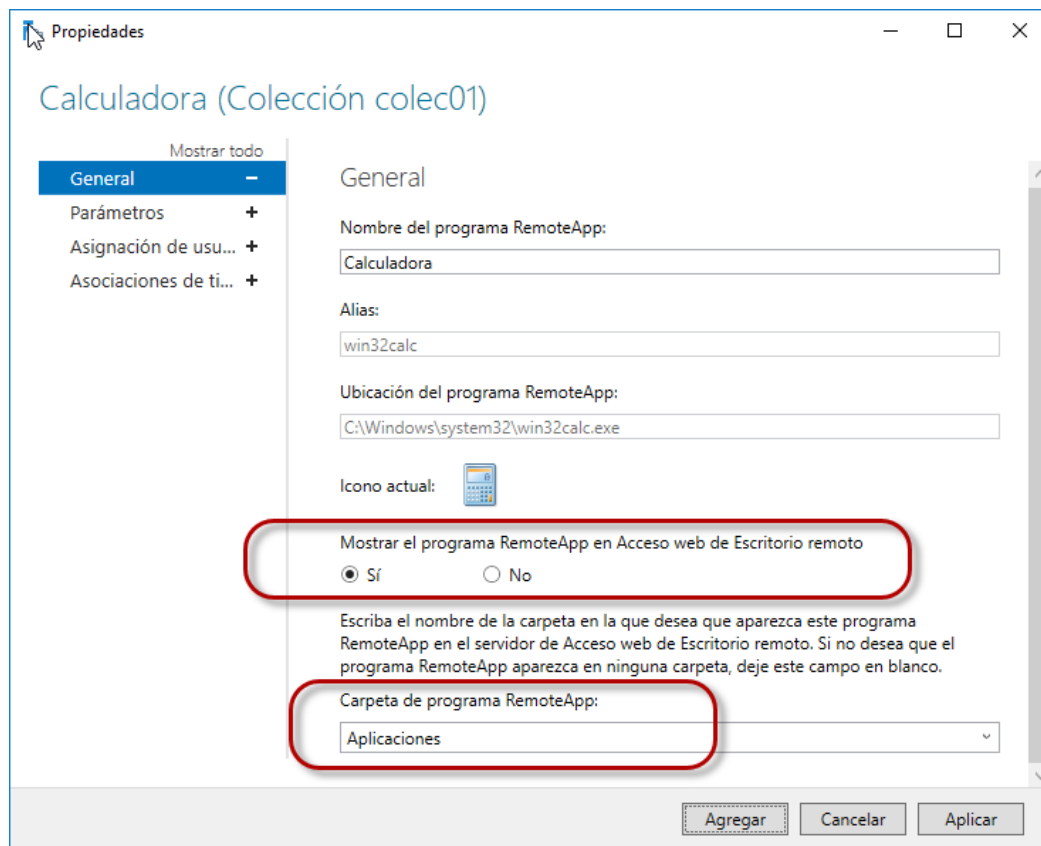 Propiedades
Calculadora (Colección colec01)
Mostrar todo
General
Parámetros
Asignación de usu...
Asociaciones de ti...
General
Nombre del programa RemoteApp:
Calculadora
Alias:
win32calc
Ubicación del programa RemoteApp:
C:\Windows\system32\win32calc.exe
Icono actual:
Mostrar el programa RemoteApp en Acceso web de Escritorio remoto
Sí No
Escriba el nombre de la carpeta en la que desea que aparezca este programa
RemoteApp en el servidor de Acceso web de Escritorio remoto. Si no desea que el
programa RemoteApp aparezca en ninguna carpeta, deje este campo en blanco.
Carpeta de programa RemoteApp:
Aplicaciones
Agregar Cancelar Aplicar